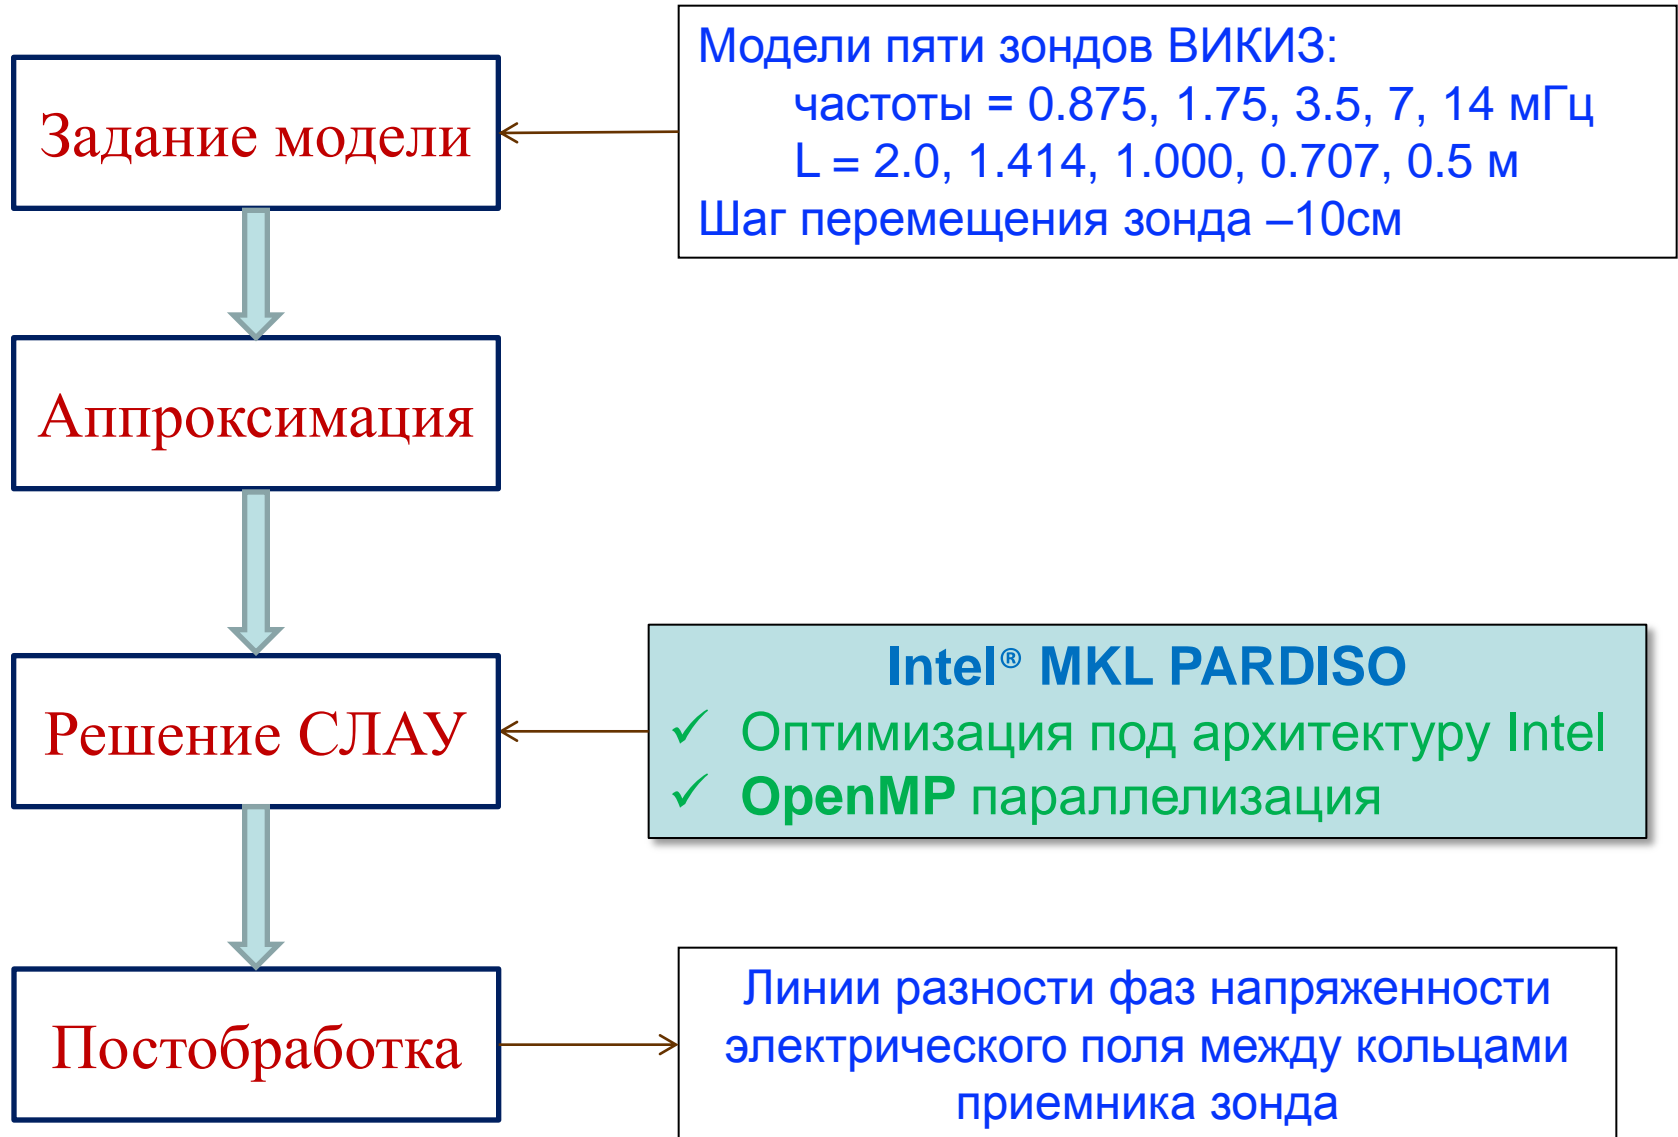 Задание модели
Модели пяти зондов ВИКИЗ:
частоты = 0.875, 1.75, 3.5, 7, 14 мГц
L = 2.0, 1.414, 1.000, 0.707, 0.5 м
Шаг перемещения зонда –10см
Аппроксимация
Решение СЛАУ
Intel® MKL PARDISO
✓ Оптимизация под архитектуру Intel
✓ OpenMP параллелизация
Постобработка
Линии разности фаз напряженности
электрического поля между кольцами
приемника зонда